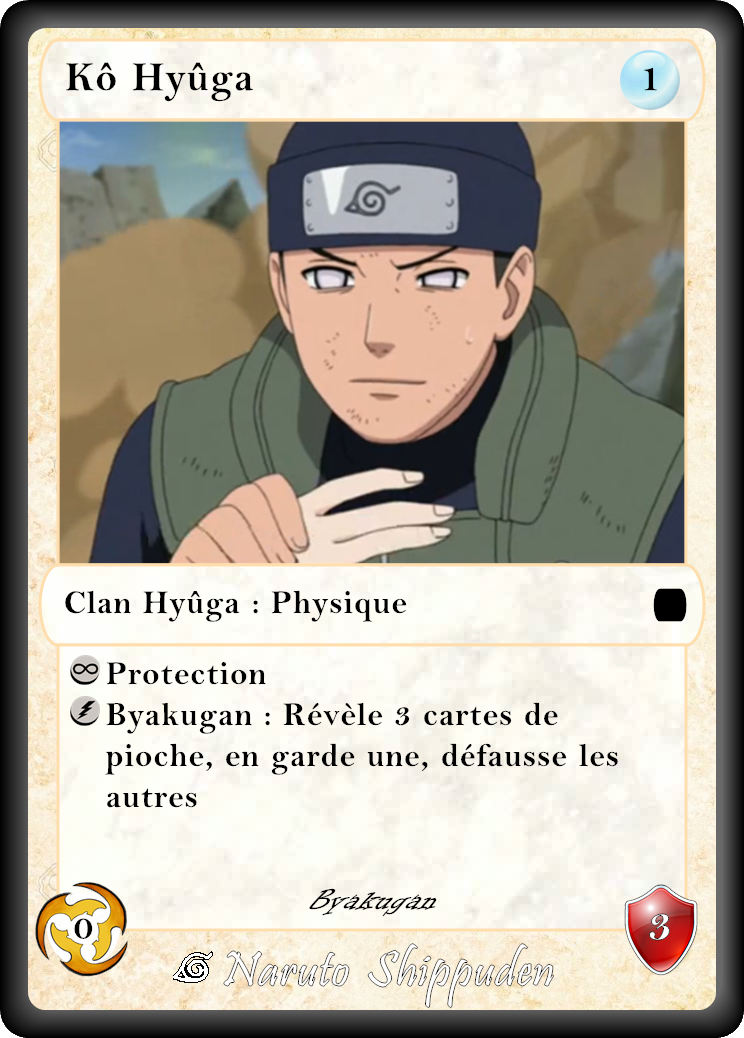 Kô Hyûga
1
Clan Hyûga : Physique
Protection
Byakugan : Révèle 3 cartes de
pioche, en garde une, défausse les
autres
Byakugan
0
3
Naruto Shippuden